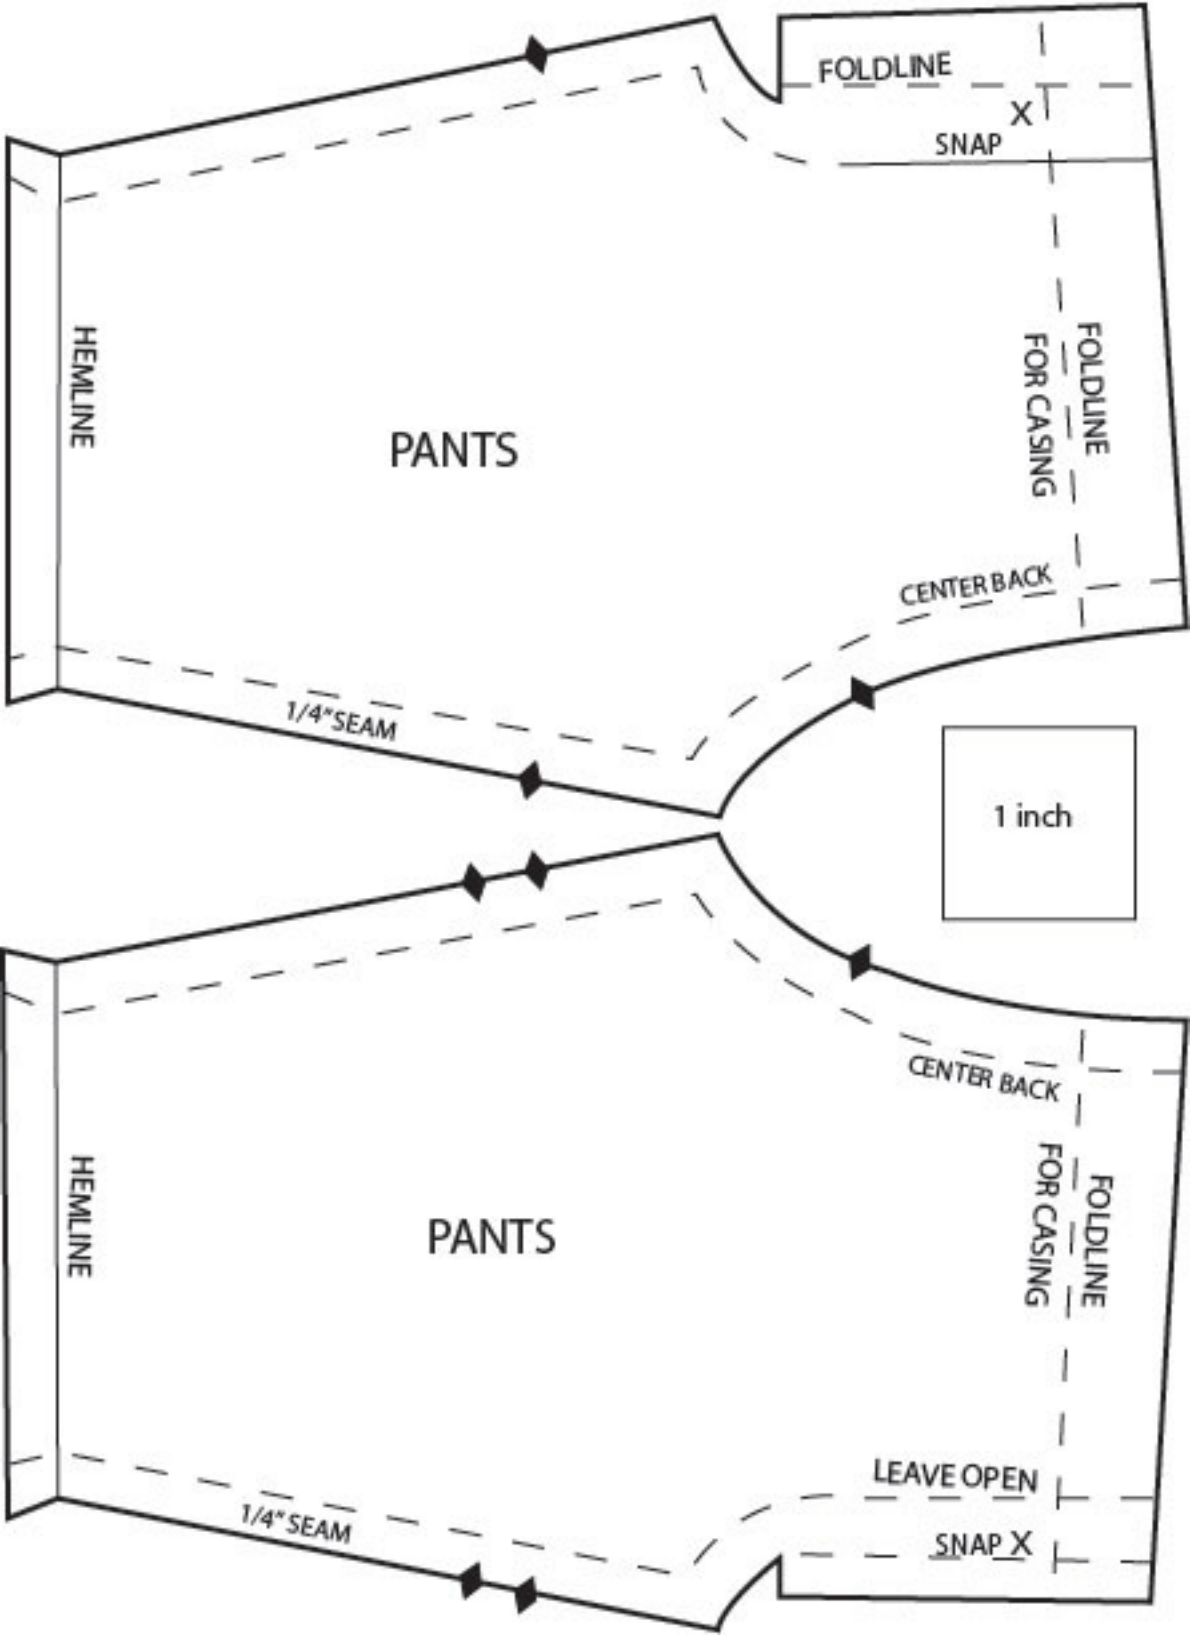 FOLDLINE
X
SNAP
HEMLINE
FOLDLINE
FOR CASING
PANTS
CENTER BACK
1/4" SEAM
1 inch
CENTER BACK
HEMLINE
FOLDLINE
FOR CASING
PANTS
LEAVE OPEN
SNAP X
1/4" SEAM